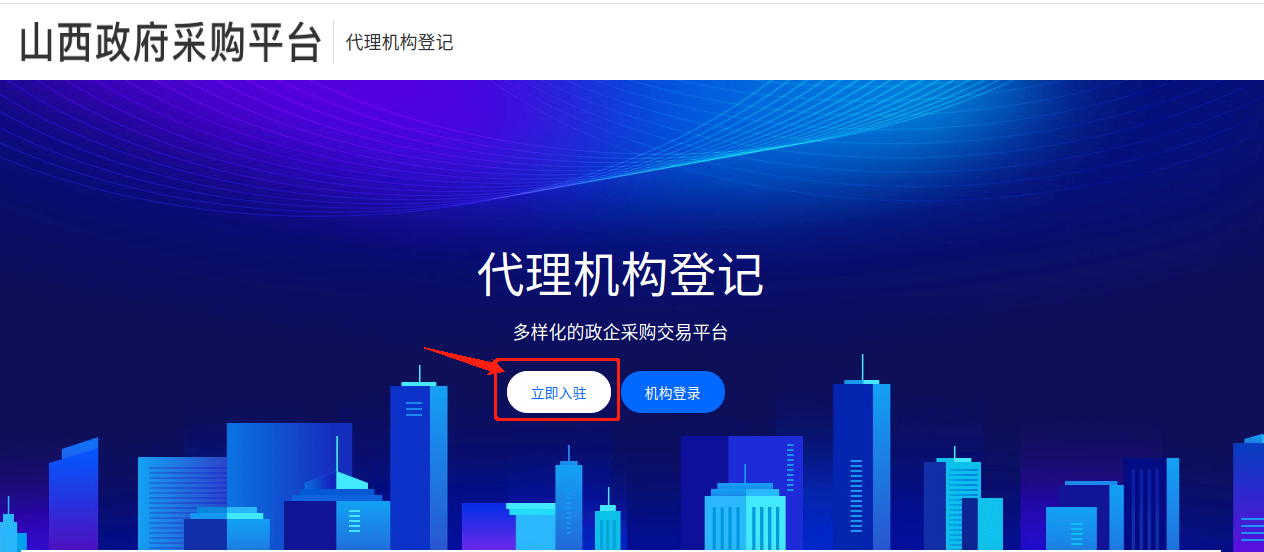 山西政府采购平台
代理机构登记
代理机构登记
多样化的政企采购交易平台
立即入驻
机构登录